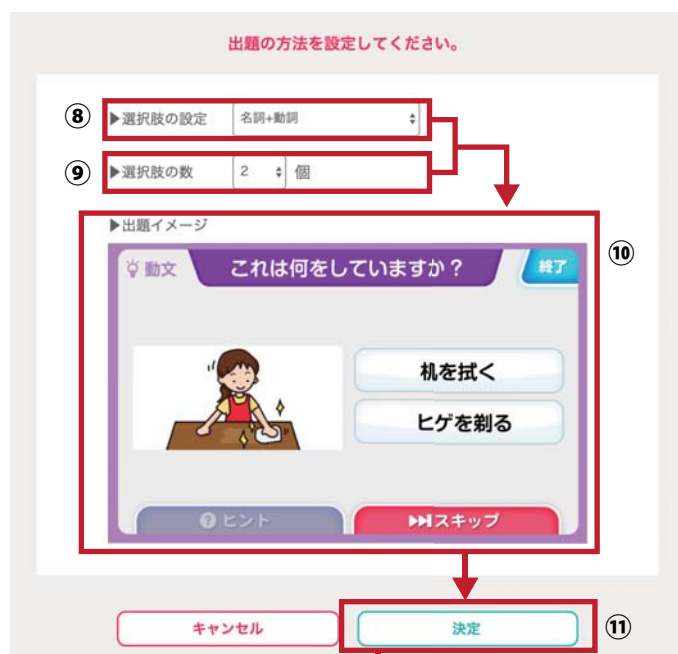 出題の方法を設定してください。
⑧ ▶選択肢の設定 名詞+動詞
⑨ ▶選択肢の数 2 個
▶出題イメージ
⑩
動文 これは何をしていますか？ 終了
机を拭く
ヒゲを剃る
?ヒント ▶▶スキップ
キャンセル 決定 ⑪